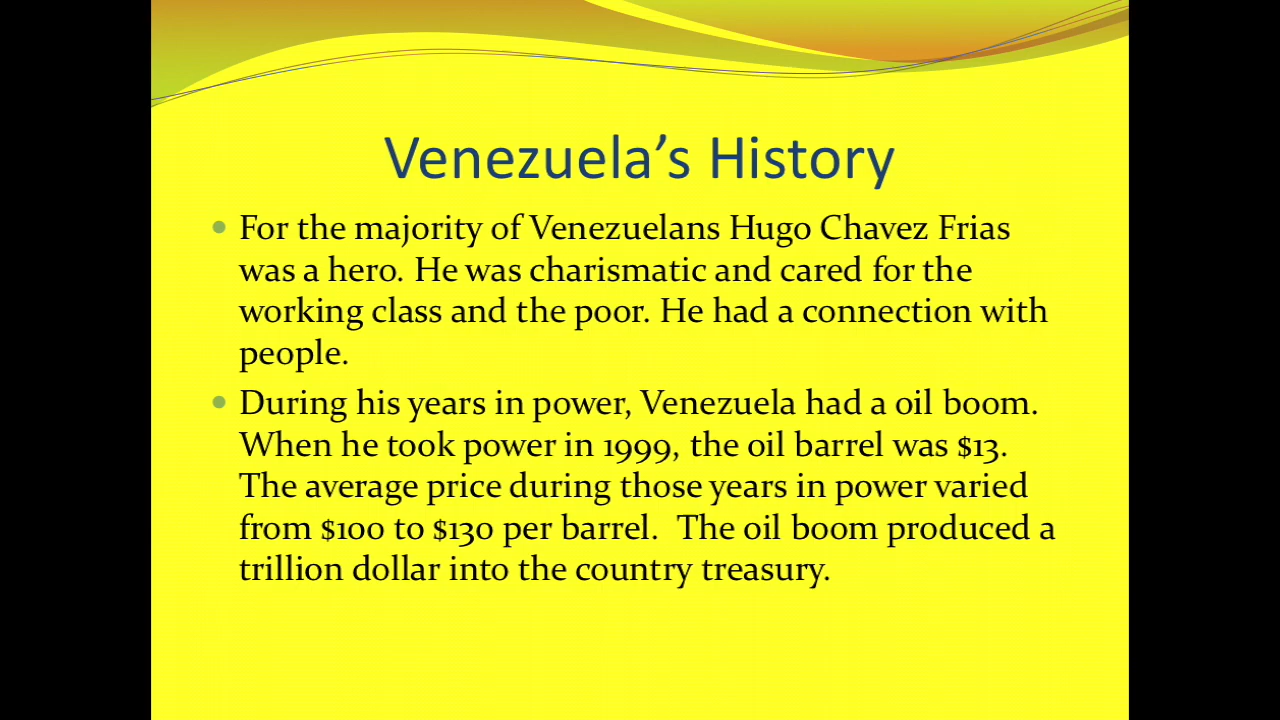 Venezuela’s History
• For the majority of Venezuelans Hugo Chavez Frias
was a hero. He was charismatic and cared for the
working class and the poor. He had a connection with
people.
• During his years in power, Venezuela had a oil boom.
When he took power in 1999, the oil barrel was $13.
The average price during those years in power varied
from $100 to $130 per barrel.  The oil boom produced a
trillion dollar into the country treasury.